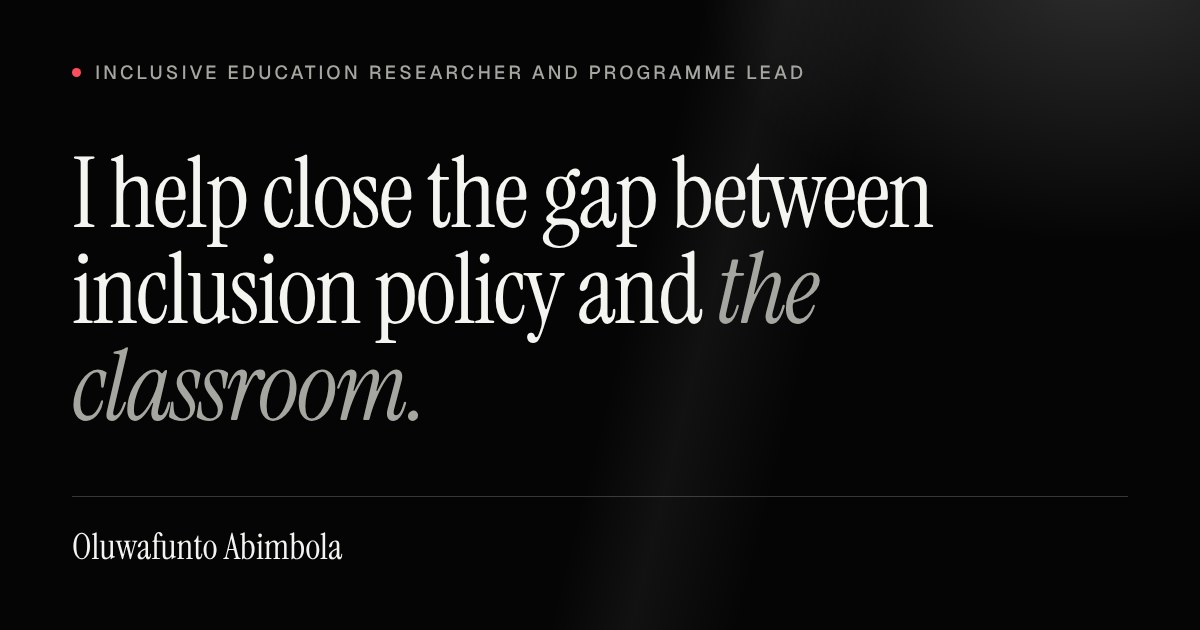 INCLUSIVE EDUCATION RESEARCHER AND PROGRAMME LEAD
I help close the gap between
inclusion policy and the
classroom.
Oluwafunto Abimbola